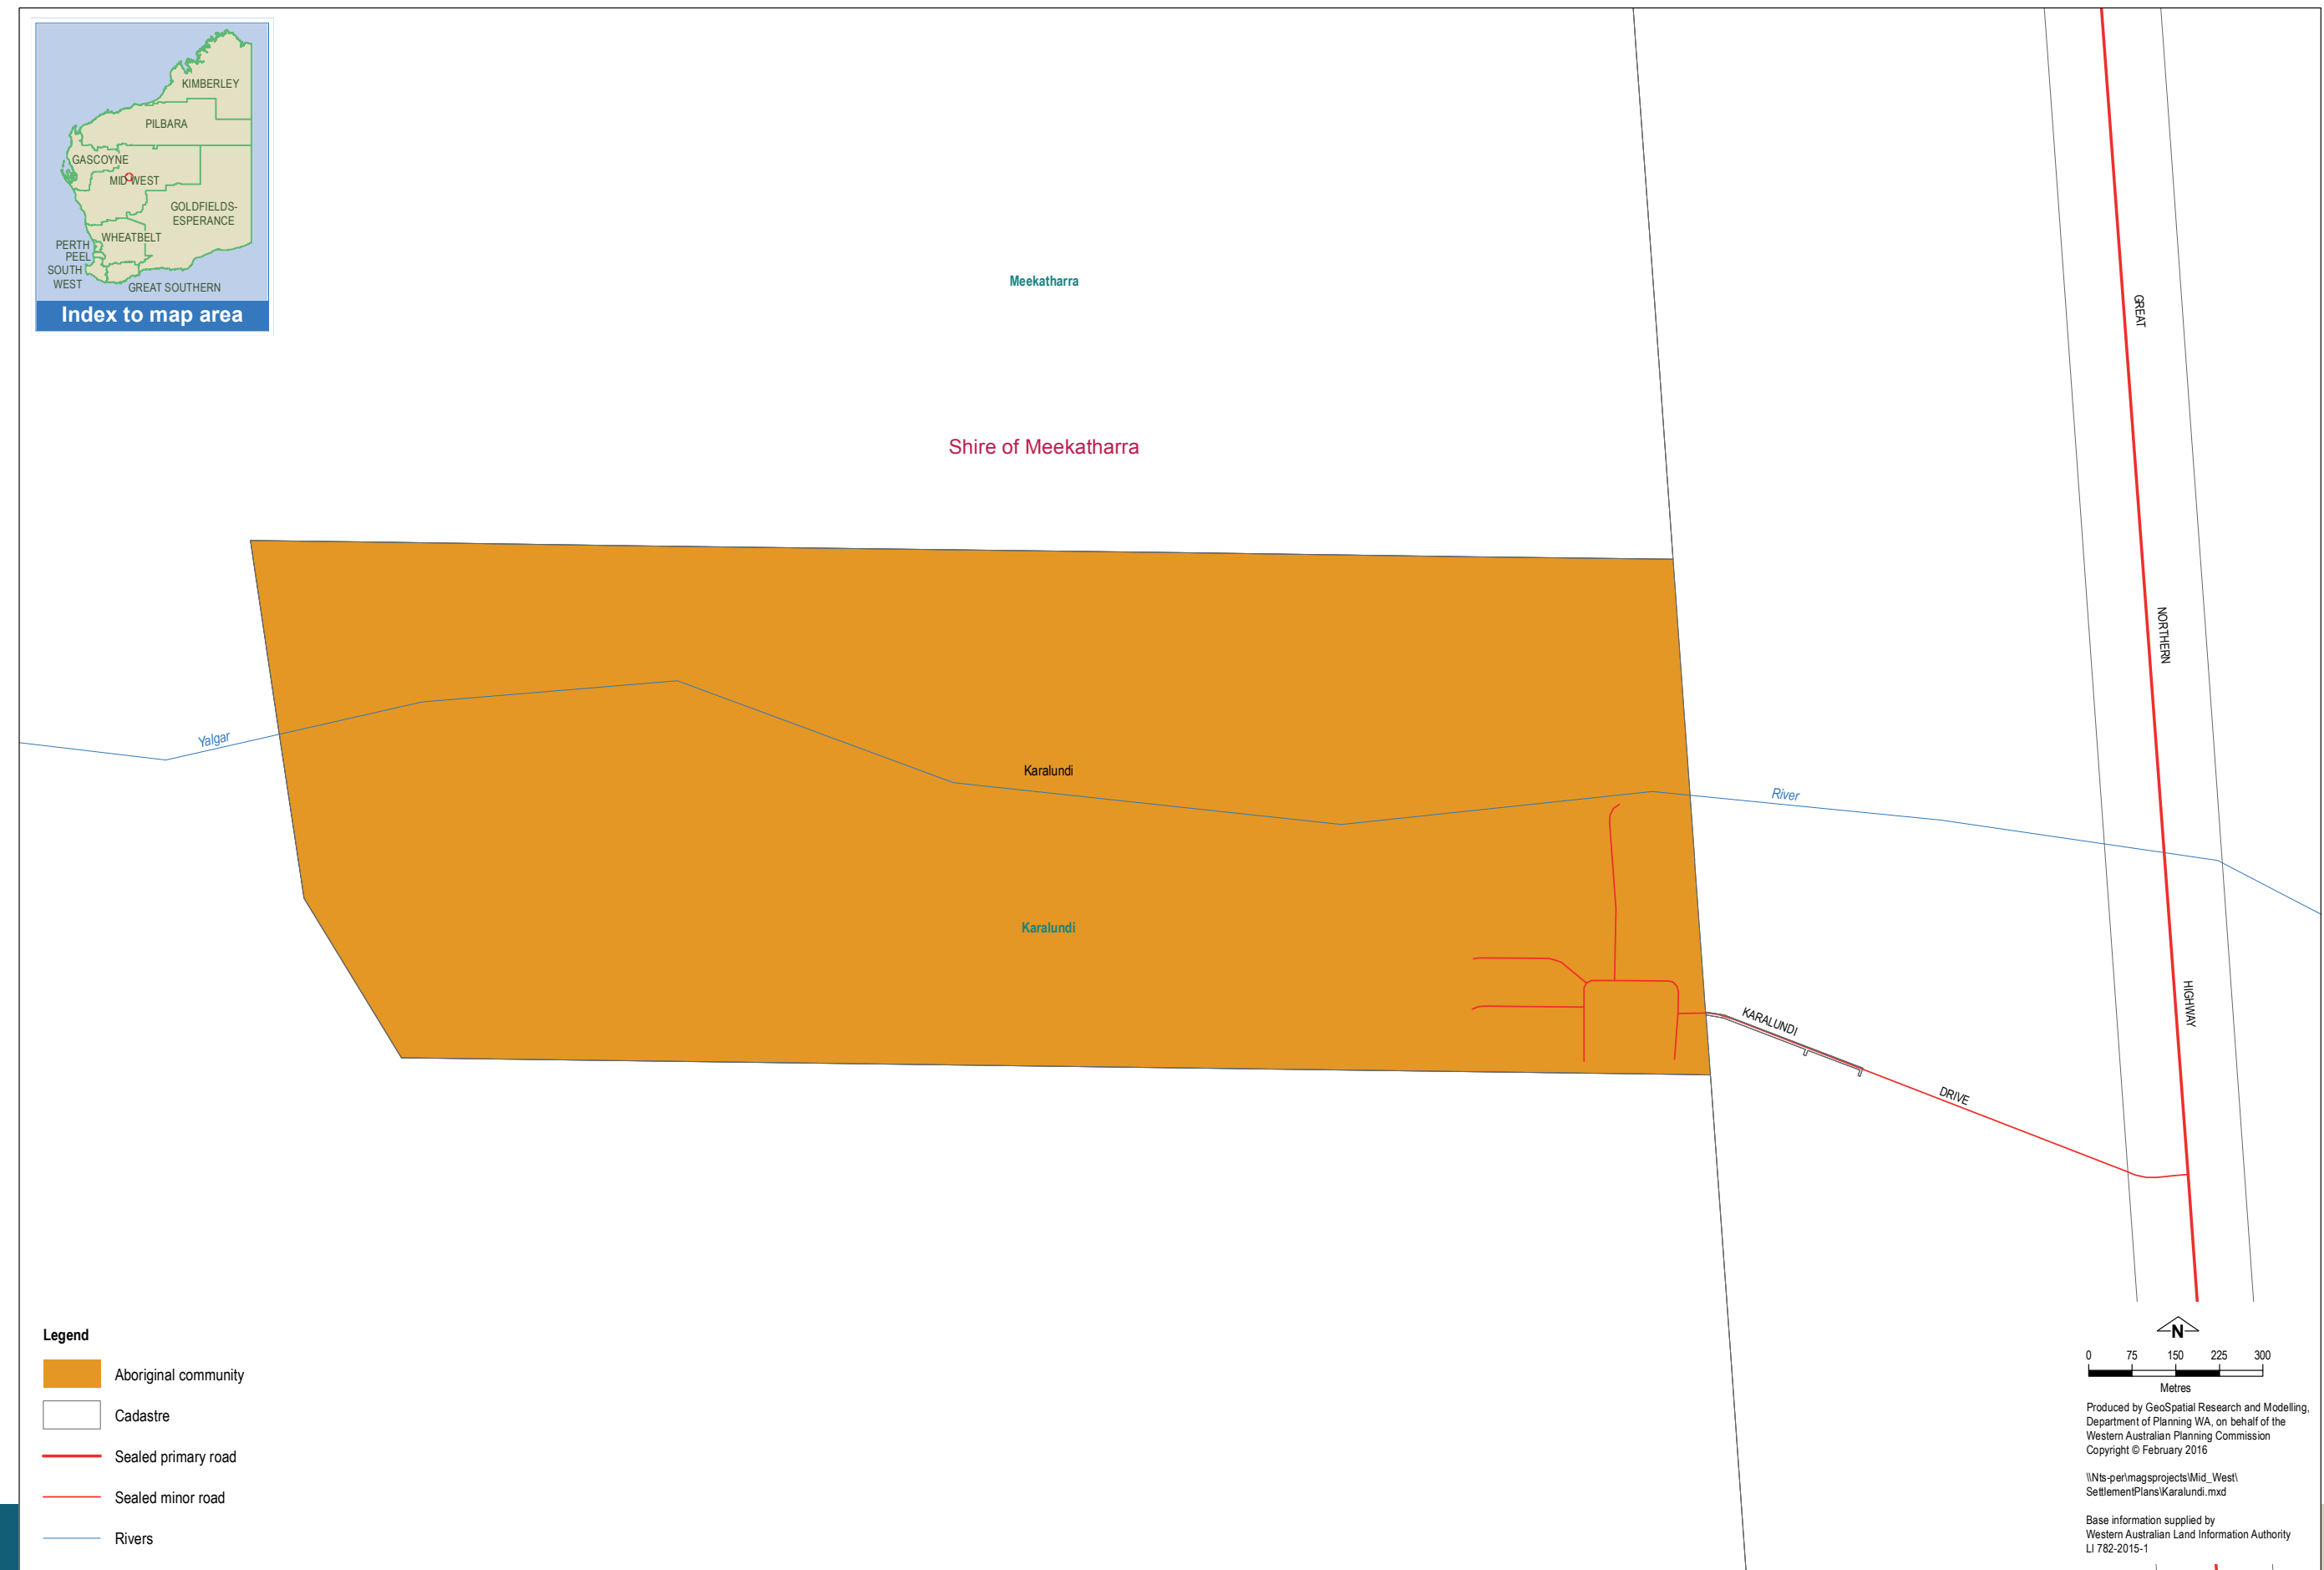 KIMBERLEY
PILBARA
GASCOYNE
MID WEST
GOLDFIELDS-
ESPERANCE
WHEATBELT
PERTH
PEEL
SOUTH
WEST
GREAT SOUTHERN
Index to map area
Meekatharra
Shire of Meekatharra
GREAT
NORTHERN
HIGHWAY
Yalgar
River
Karalundi
Karalundi
KARALUNDI
DRIVE
Legend
Aboriginal community
Cadastre
Sealed primary road
Sealed minor road
Rivers
N
0 75 150 225 300
Metres
Produced by GeoSpatial Research and Modelling,
Department of Planning WA, on behalf of the
Western Australian Planning Commission
Copyright © February 2016
\\Nts-per\magsprojects\Mid_West\
SettlementPlans\Karalundi.mxd
Base information supplied by
Western Australian Land Information Authority
LI 782-2015-1